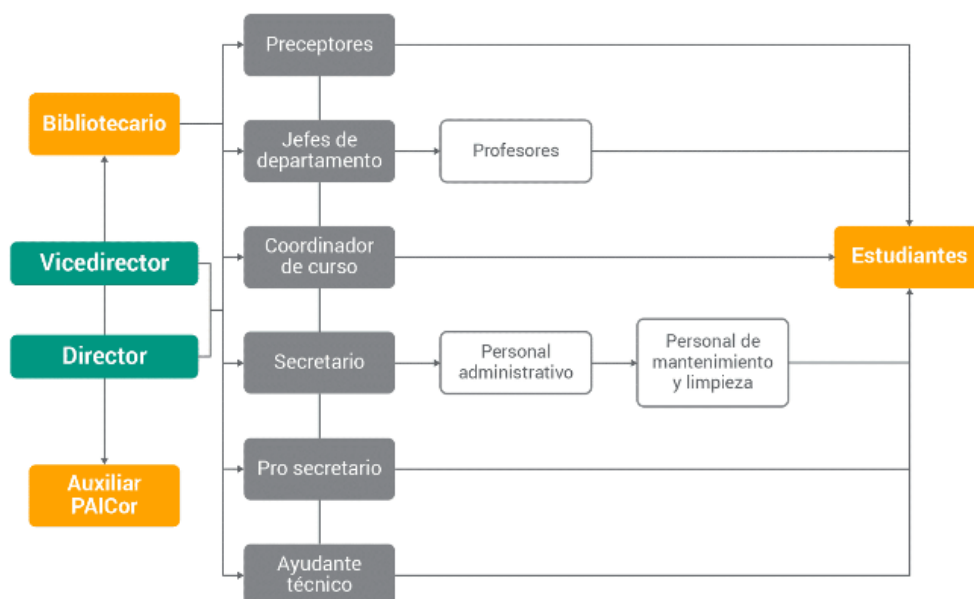 Preceptores
Bibliotecario
Jefes de
departamento
Profesores
Vicedirector
Coordinador
de curso
Estudiantes
Director
Secretario
Personal
administrativo
Personal de
mantenimiento
y limpieza
Auxiliar
PAICor
Pro secretario
Ayudante
técnico